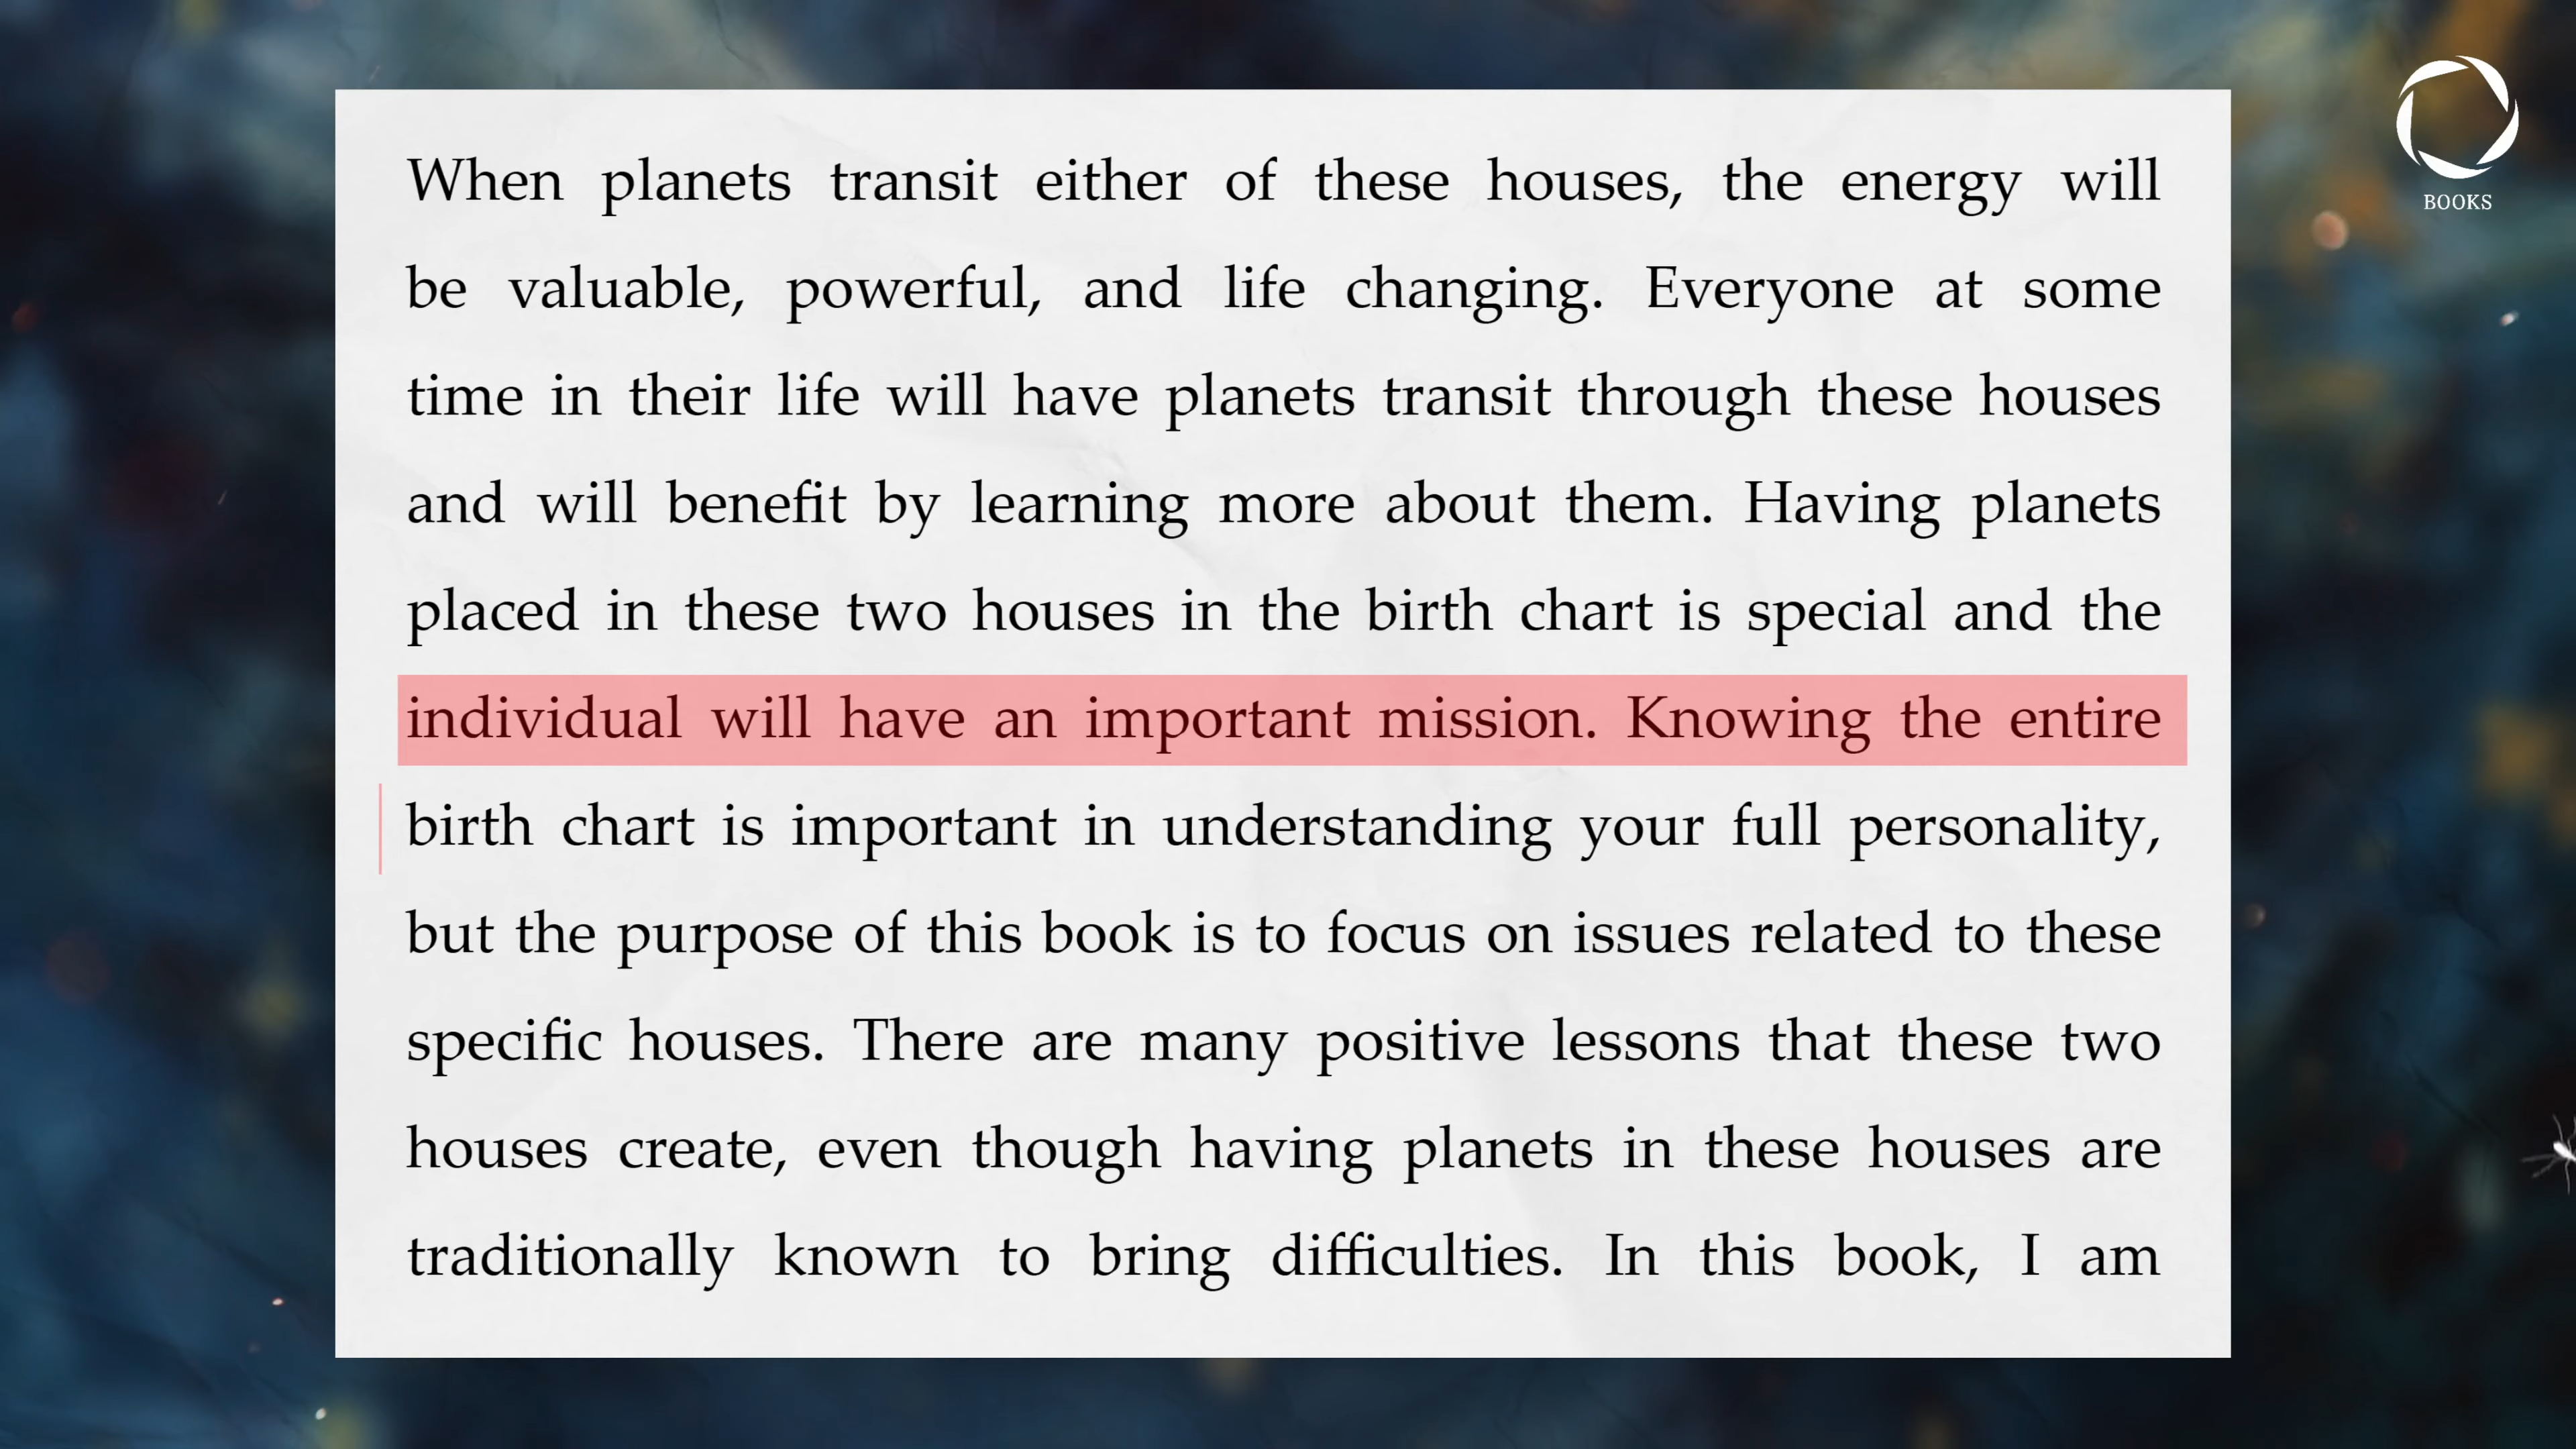 When planets transit either of these houses, the energy will
be valuable, powerful, and life changing. Everyone at some
time in their life will have planets transit through these houses
and will benefit by learning more about them. Having planets
placed in these two houses in the birth chart is special and the
individual will have an important mission. Knowing the entire
birth chart is important in understanding your full personality,
but the purpose of this book is to focus on issues related to these
specific houses. There are many positive lessons that these two
houses create, even though having planets in these houses are
traditionally known to bring difficulties. In this book, I am
BOOKS